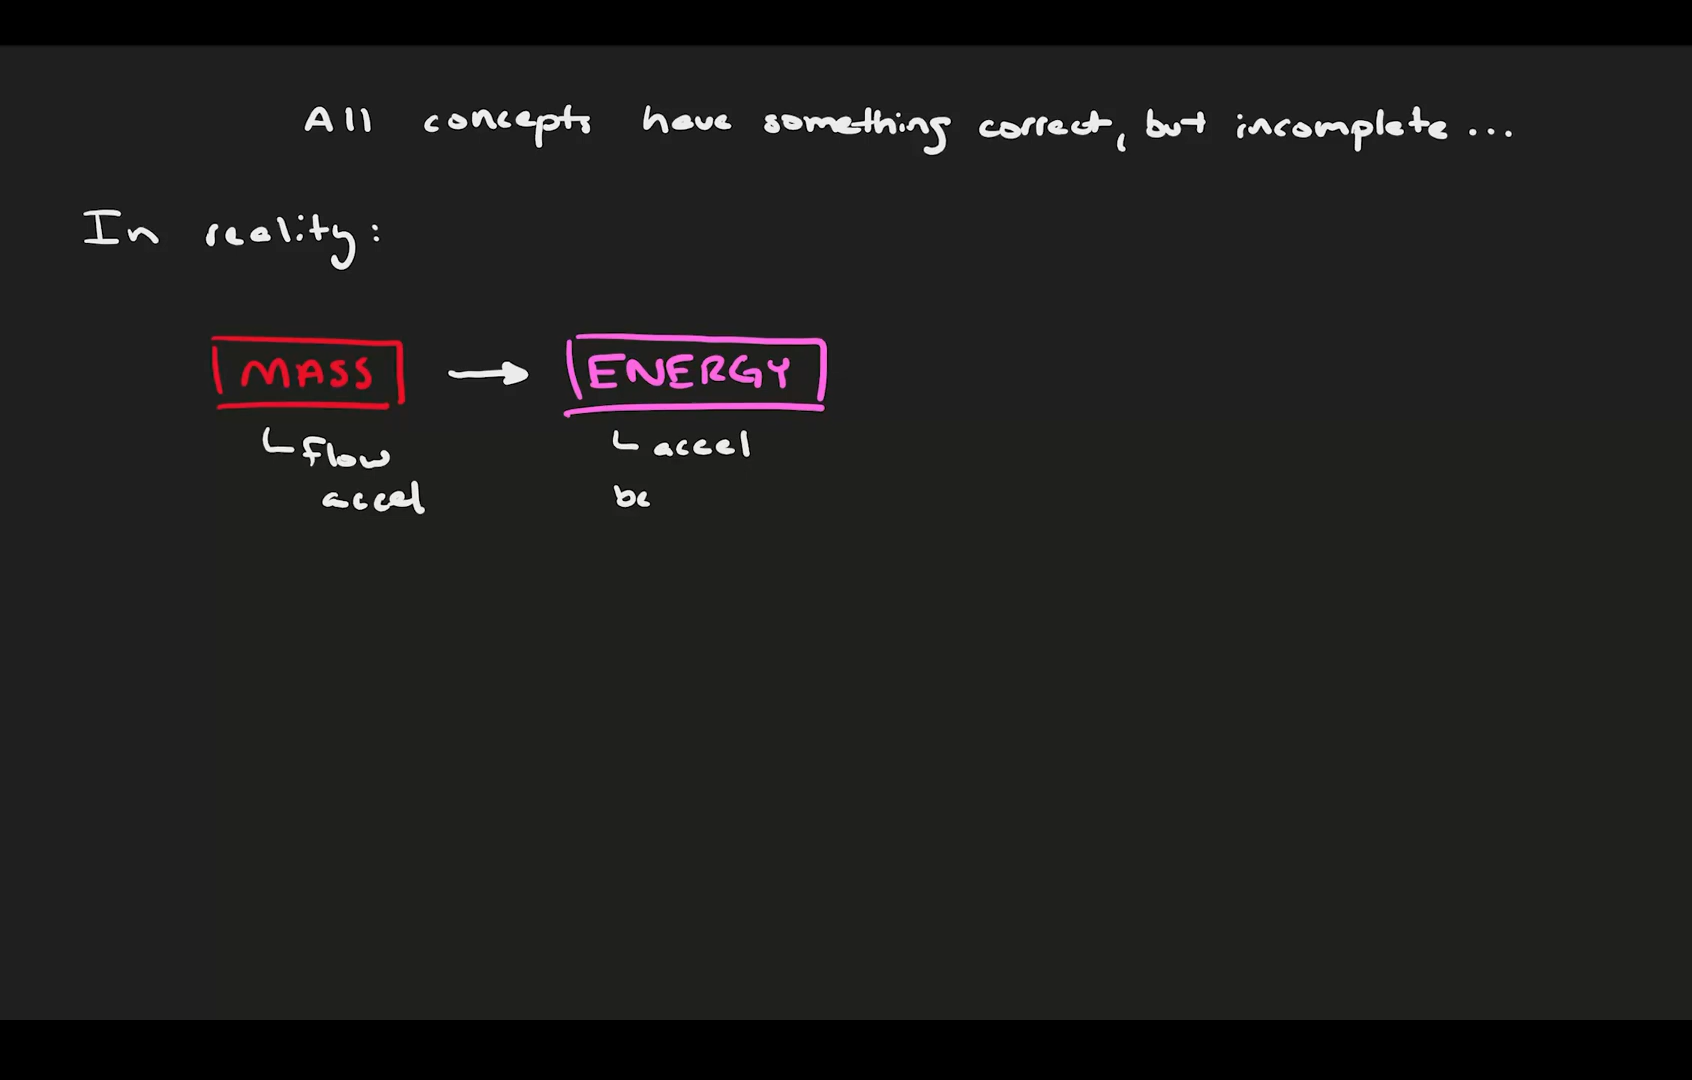 All concepts have something correct, but incomplete...
In reality:
MASS → ENERGY
flow
accel
accel
be